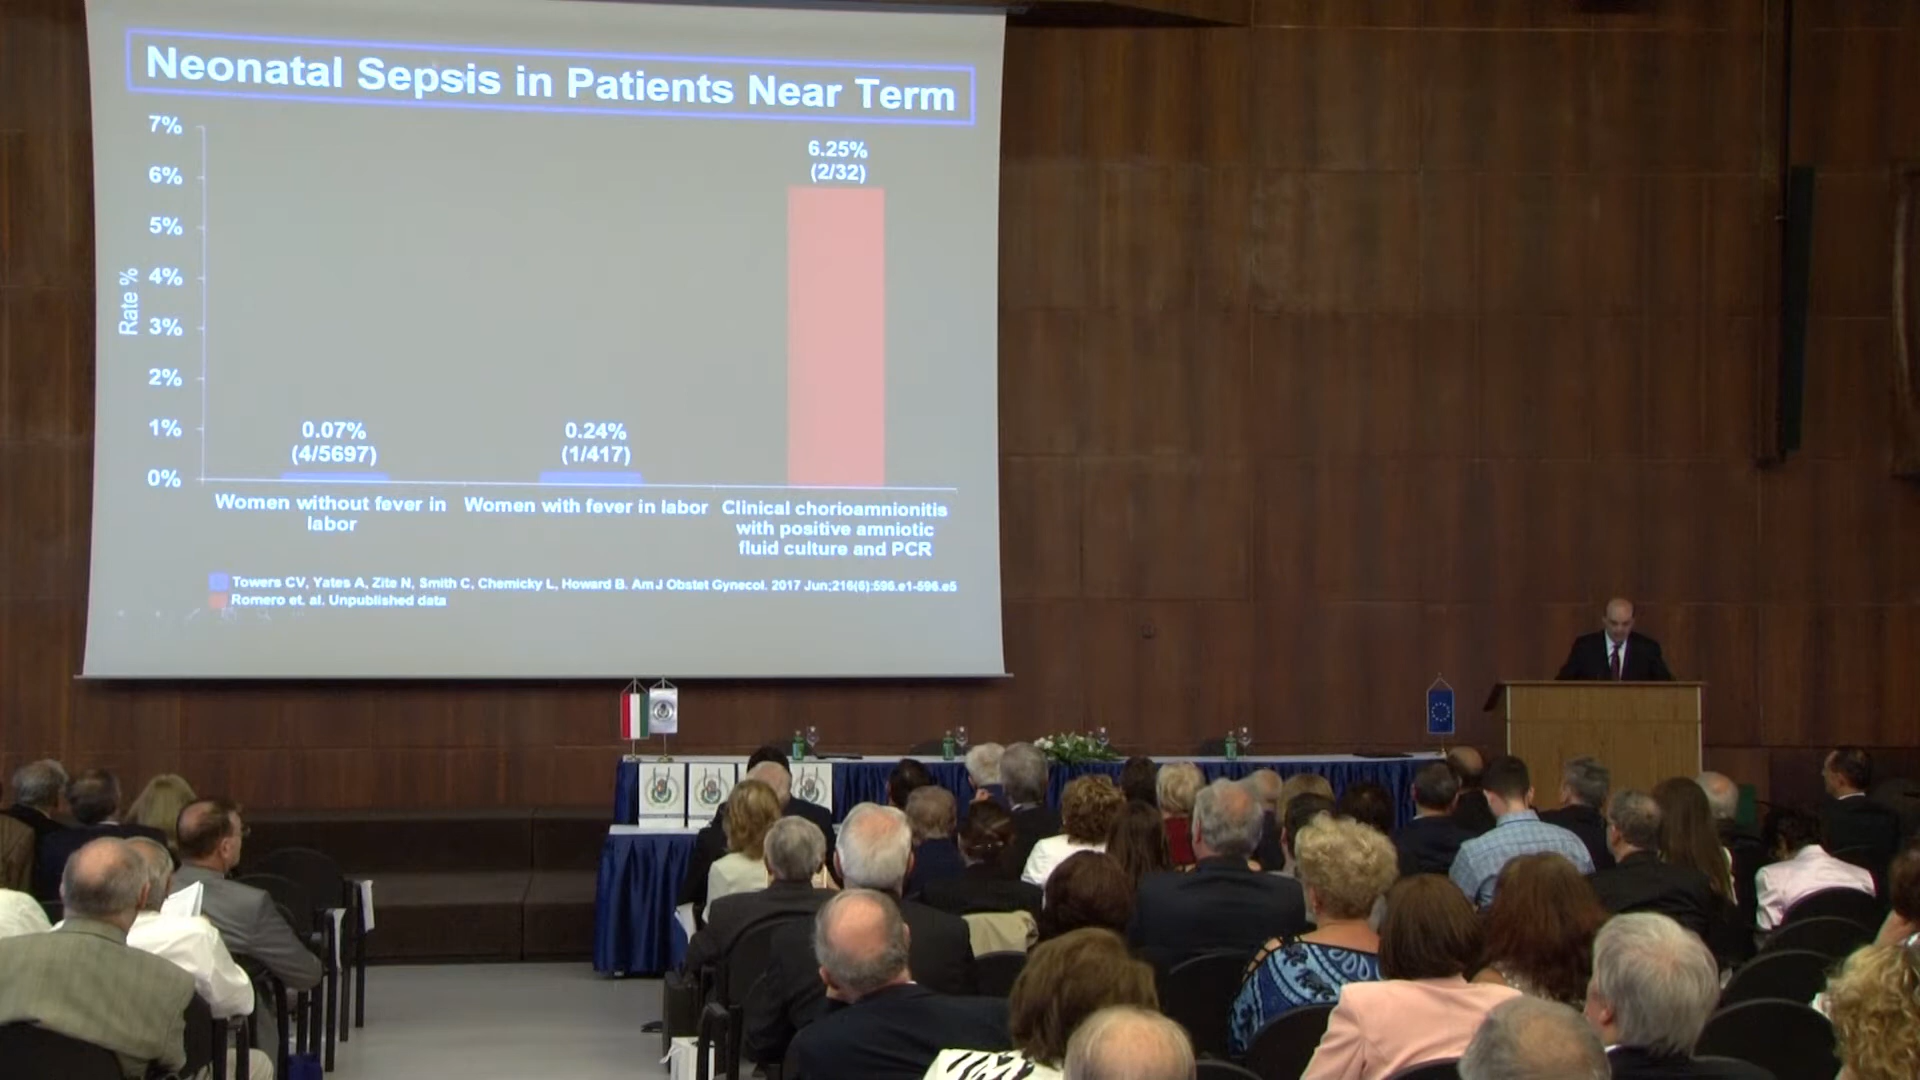 Neonatal Sepsis in Patients Near Term
7%
6%
5%
4%
3%
2%
1%
0%
Rate %
0.07%
(4/5697)
0.24%
(1/417)
6.25%
(2/32)
Women without fever in
labor
Women with fever in labor
Clinical chorioamnionitis
with positive amniotic
fluid culture and PCR
Towers CV, Yates A, Zite N, Smith C, Chemicky L, Howard B. Am J Obstet Gynecol. 2017 Jun;216(6):596.e1-596.e5
Romero et. al. Unpublished data